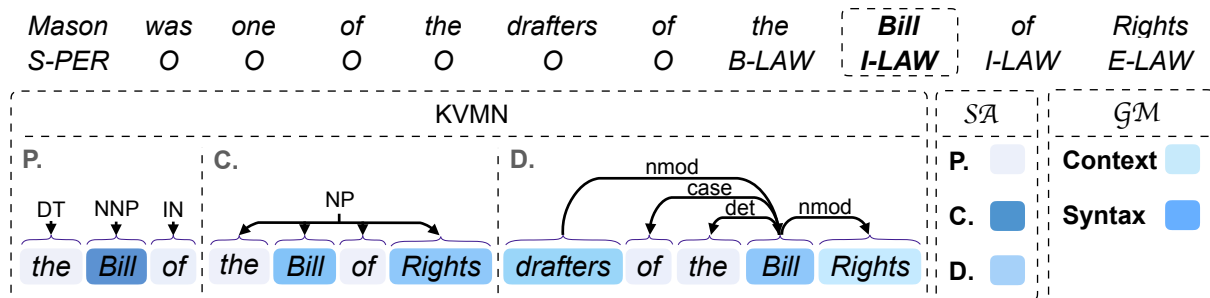 Mason was one of the drafters of the Bill of Rights
S-PER O O O O O O B-LAW I-LAW I-LAW E-LAW
KVMN SA GM
P. C. D. P. Context
nmod
case
DT NNP IN NP det nmod C. Syntax
the Bill of the Bill of Rights drafters of the Bill Rights D.